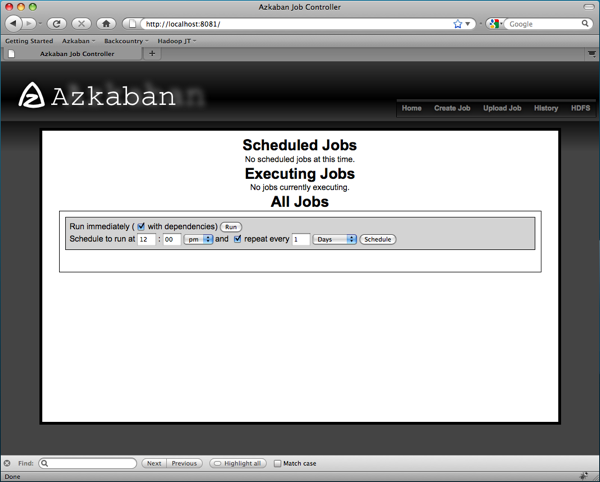 Azkaban Job Controller
http://localhost:8081/
Google
Getting Started Azkaban Backcountry Hadoop JT
Azkaban Job Controller
Azkaban
Home Create Job Upload Job History HDFS
Scheduled Jobs
No scheduled jobs at this time.
Executing Jobs
No jobs currently executing.
All Jobs
Run immediately ( with dependencies) Run
Schedule to run at 12 : 00 pm and repeat every 1 Days Schedule
Find: Next Previous Highlight all Match case
Done